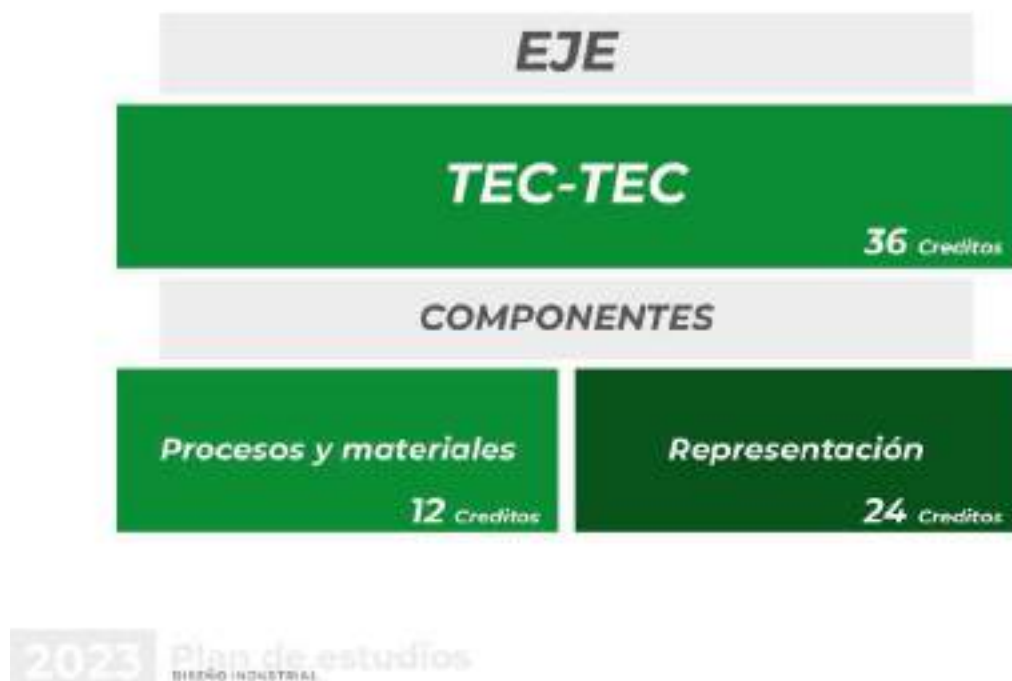 EJE
TEC-TEC
36 Creditos
COMPONENTES
Procesos y materiales
12 Creditos
Representación
24 Creditos
2023 Plan de estudios
DISEÑO INDUSTRIAL